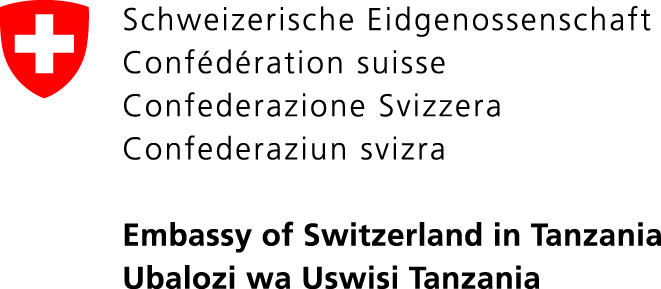 Schweizerische Eidgenossenschaft
Confédération suisse
Confederazione Svizzera
Confederaziun svizra
Embassy of Switzerland in Tanzania
Ubalozi wa Uswisi Tanzania